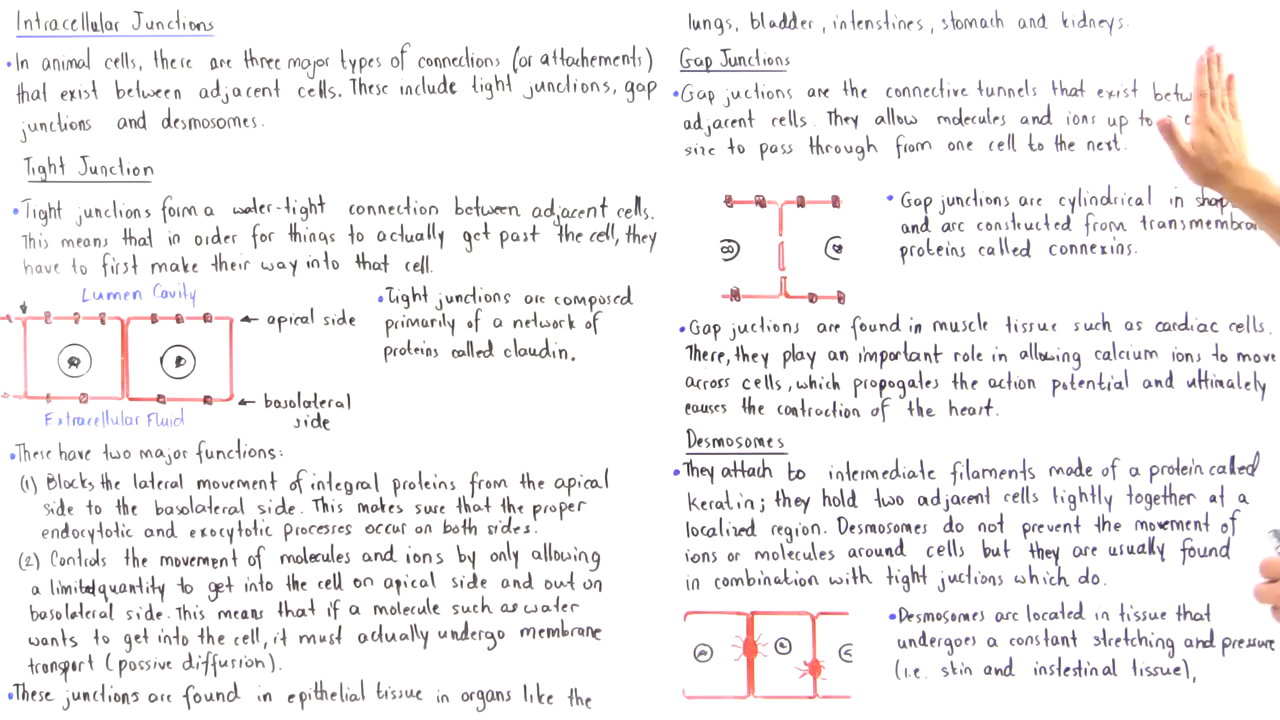 Intracellular Junctions
•In animal cells, there are three major types of connections (or attachements)
that exist between adjacent cells. These include tight junctions, gap
junctions and desmosomes.
Tight Junction
•Tight junctions form a water-tight connection between adjacent cells.
This means that in order for things to actually get past the cell, they
have to first make their way into that cell.
Lumen Cavity
← apical side
← basolateral
side
Extracellular Fluid
•Tight junctions are composed
primarily of a network of
proteins called claudin.
•These have two major functions:
(1) Blocks the lateral movement of integral proteins from the apical
side to the basolateral side. This makes sure that the proper
endocytotic and exocytotic processes occur on both sides.
(2) Controls the movement of molecules and ions by only allowing
a limited quantity to get into the cell on apical side and out on
basolateral side. This means that if a molecule such as water
wants to get into the cell, it must actually undergo membrane
transport (passive diffusion).
•These junctions are found in epithelial tissue in organs like the
lungs, bladder, intenstines, stomach and kidneys.
Gap Junctions
•Gap juctions are the connective tunnels that exist
adjacent cells. They allow molecules and ions up to
size to pass through from one cell to the next.
•Gap junctions are cylindrical in
and are constructed from
proteins called connexins.
•Gap juctions are found in muscle tissue such as cardiac cells.
There, they play an important role in allowing calcium ions to move
across cells, which propogates the action potential and ultimately
causes the contraction of the heart.
Desmosomes
•They attach to intermediate filaments made of a protein called
keratin; they hold two adjacent cells tightly together at a
localized region. Desmosomes do not prevent the movement of
ions or molecules around cells but they are usually found
in combination with tight juctions which do.
•Desmosomes are located in tissue that
undergoes a constant stretching and pressure
(i.e. skin and instestinal tissue),